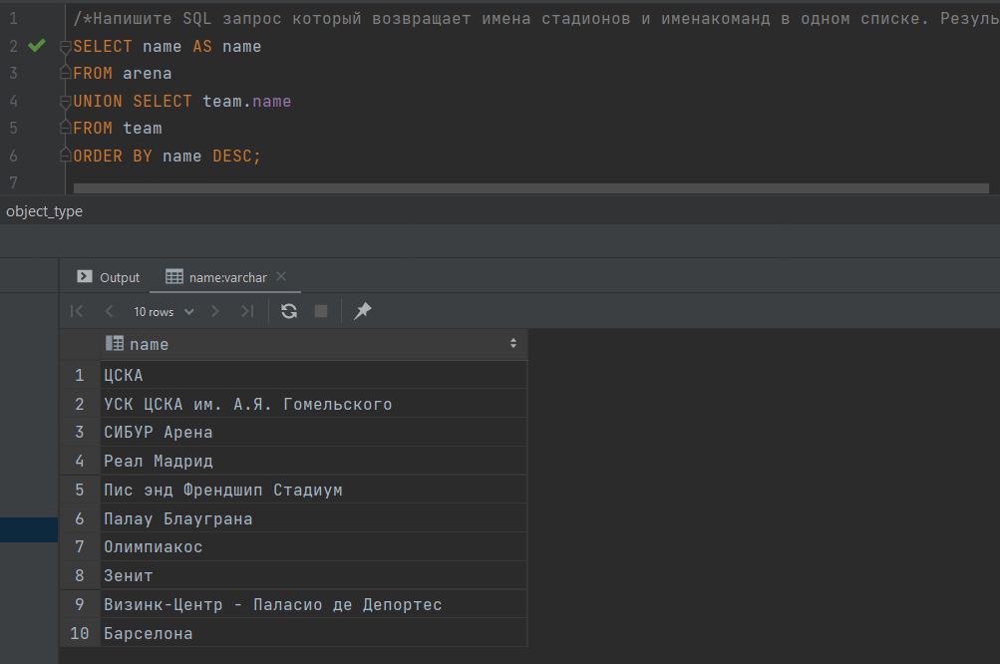 1 /*Напишите SQL запрос который возвращает имена стадионов и именакоманд в одном списке. Резуль
2 SELECT name AS name
3 FROM arena
4 UNION SELECT team.name
5 FROM team
6 ORDER BY name DESC;
7
object_type
Output name:varchar
10 rows
name
1 ЦСКА
2 УСК ЦСКА им. А.Я. Гомельского
3 СИБУР Арена
4 Реал Мадрид
5 Пис энд Френдшип Стадиум
6 Палау Блауграна
7 Олимпиакос
8 Зенит
9 Визинк-Центр - Паласио де Депортес
10 Барселона